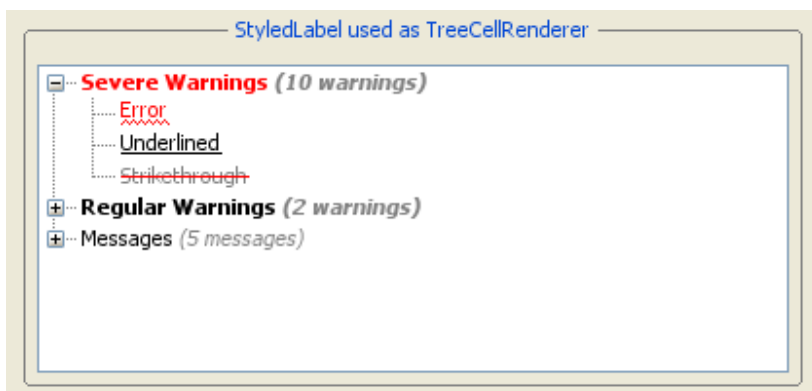 StyledLabel used as TreeCellRenderer
Severe Warnings (10 warnings)
Error
Underlined
Strikethrough
Regular Warnings (2 warnings)
Messages (5 messages)